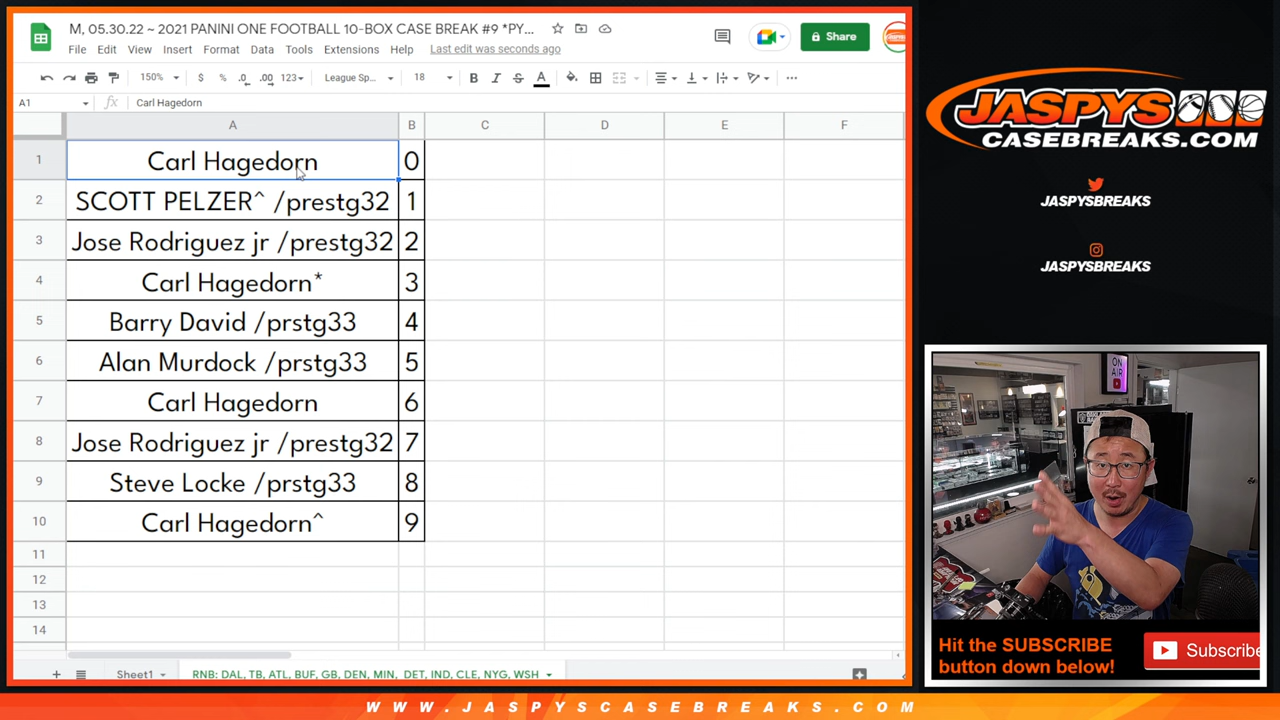 M, 05.30.22 ~ 2021 PANINI ONE FOOTBALL 10-BOX CASE BREAK #9 *PY...
File Edit View Insert Format Data Tools Extensions Help Last edit was seconds ago
Share
150% $ % .0 .00 123 League Sp... 18 B I S A
A1 fx Carl Hagedorn
A B C D E F
1 Carl Hagedorn 0
2 SCOTT PELZER^ /prestg32 1
3 Jose Rodriguez jr /prestg32 2
4 Carl Hagedorn* 3
5 Barry David /prstg33 4
6 Alan Murdock /prstg33 5
7 Carl Hagedorn 6
8 Jose Rodriguez jr /prestg32 7
9 Steve Locke /prstg33 8
10 Carl Hagedorn^ 9
11
12
13
14
+ Sheet1 RNB: DAL, TB, ATL, BUF, GB, DEN, MIN, DET, IND, CLE, NYG, WSH
JASPYS
CASEBREAKS.COM
JASPYSBREAKS
JASPYSBREAKS
ON AIR
Hit the SUBSCRIBE
button down below!
Subscribe
WWW.JASPYSCASEBREAKS.COM